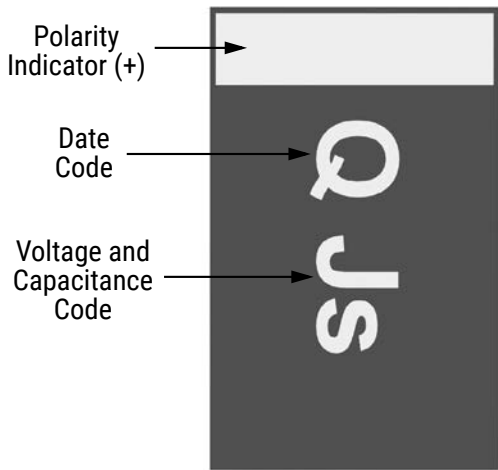 Polarity
Indicator (+)
Date
Code
Q
Voltage and
Capacitance
Code
Js